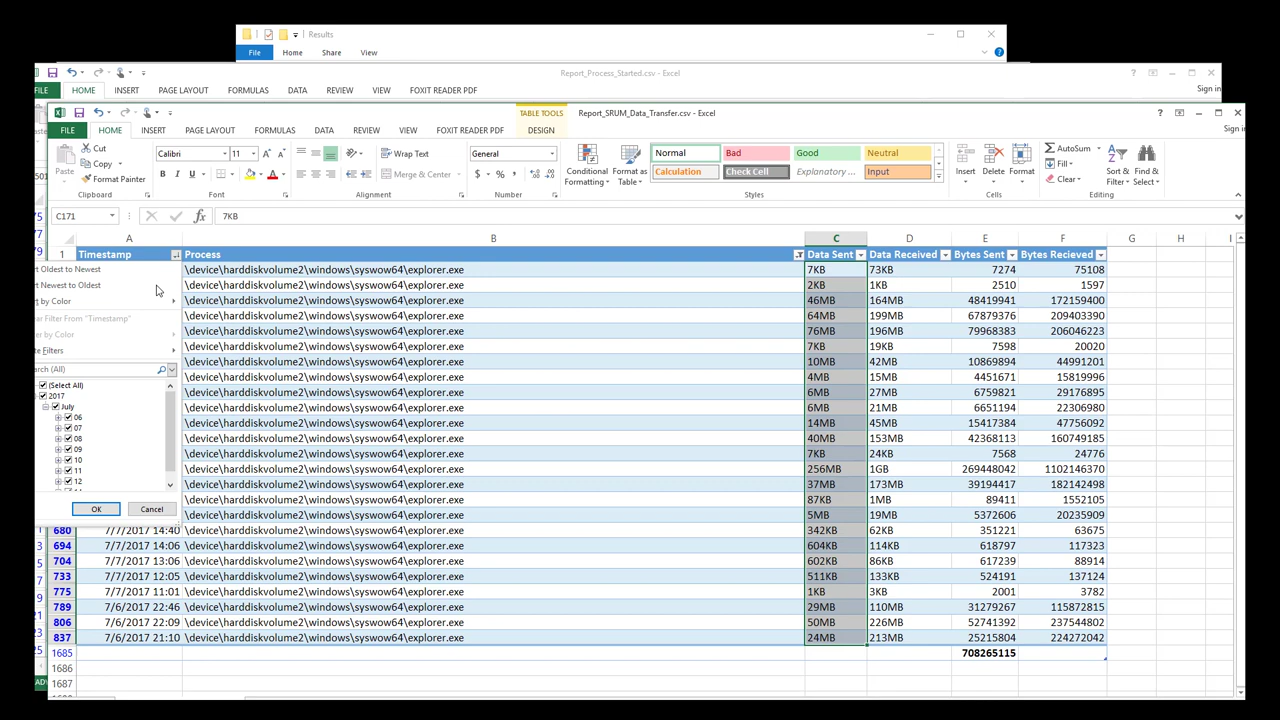 Results
File Home Share View
Report_Process_Started.csv - Excel
Sign in
FILE HOME INSERT PAGE LAYOUT FORMULAS DATA REVIEW VIEW FOXIT READER PDF
TABLE TOOLS
Report_SRUM_Data_Transfer.csv - Excel
FILE HOME INSERT PAGE LAYOUT FORMULAS DATA REVIEW VIEW FOXIT READER PDF DESIGN
Sign in
Paste
Cut
Copy
Format Painter
Clipboard
Calibri 11
Font
Wrap Text
Merge & Center
Alignment
General
Number
Conditional Formatting
Format as Table
Normal Bad Good Neutral
Calculation Check Cell Explanatory ... Input
Styles
Insert Delete Format
Cells
AutoSum
Fill
Clear
Sort & Filter
Find & Select
Editing
C171 7KB
A B C D E F G H I
1 Timestamp Process Data Sent Data Received Bytes Sent Bytes Recieved
\device\harddiskvolume2\windows\syswow64\explorer.exe 7KB 73KB 7274 75108
\device\harddiskvolume2\windows\syswow64\explorer.exe 2KB 1KB 2510 1597
\device\harddiskvolume2\windows\syswow64\explorer.exe 46MB 164MB 48419941 172159400
\device\harddiskvolume2\windows\syswow64\explorer.exe 64MB 199MB 67879376 209403390
\device\harddiskvolume2\windows\syswow64\explorer.exe 76MB 196MB 79968383 206046223
\device\harddiskvolume2\windows\syswow64\explorer.exe 7KB 19KB 7598 20020
\device\harddiskvolume2\windows\syswow64\explorer.exe 10MB 42MB 10869894 44991201
\device\harddiskvolume2\windows\syswow64\explorer.exe 4MB 15MB 4451671 15819996
\device\harddiskvolume2\windows\syswow64\explorer.exe 6MB 27MB 6759821 29176895
\device\harddiskvolume2\windows\syswow64\explorer.exe 6MB 21MB 6651194 22306980
\device\harddiskvolume2\windows\syswow64\explorer.exe 14MB 45MB 15417384 47756092
\device\harddiskvolume2\windows\syswow64\explorer.exe 40MB 153MB 42368113 160749185
\device\harddiskvolume2\windows\syswow64\explorer.exe 7KB 24KB 7568 24776
\device\harddiskvolume2\windows\syswow64\explorer.exe 256MB 1GB 269448042 1102146370
\device\harddiskvolume2\windows\syswow64\explorer.exe 37MB 173MB 39194417 182142498
\device\harddiskvolume2\windows\syswow64\explorer.exe 87KB 1MB 89411 1552105
\device\harddiskvolume2\windows\syswow64\explorer.exe 5MB 19MB 5372606 20235909
680 7/7/2017 14:40 \device\harddiskvolume2\windows\syswow64\explorer.exe 342KB 62KB 351221 63675
694 7/7/2017 14:06 \device\harddiskvolume2\windows\syswow64\explorer.exe 604KB 114KB 618797 117323
704 7/7/2017 13:06 \device\harddiskvolume2\windows\syswow64\explorer.exe 602KB 86KB 617239 88914
733 7/7/2017 12:05 \device\harddiskvolume2\windows\syswow64\explorer.exe 511KB 133KB 524191 137124
775 7/7/2017 11:01 \device\harddiskvolume2\windows\syswow64\explorer.exe 1KB 3KB 2001 3782
789 7/6/2017 22:46 \device\harddiskvolume2\windows\syswow64\explorer.exe 29MB 110MB 31279267 115872815
806 7/6/2017 22:09 \device\harddiskvolume2\windows\syswow64\explorer.exe 50MB 226MB 52741392 237544802
837 7/6/2017 21:10 \device\harddiskvolume2\windows\syswow64\explorer.exe 24MB 213MB 25215804 224272042
1685 708265115
1686
1687
rt Oldest to Newest
rt Newest to Oldest
rt by Color
ar Filter From "Timestamp"
er by Color
te Filters
arch (All)
(Select All)
2017
July
06
07
08
09
10
11
12
OK Cancel